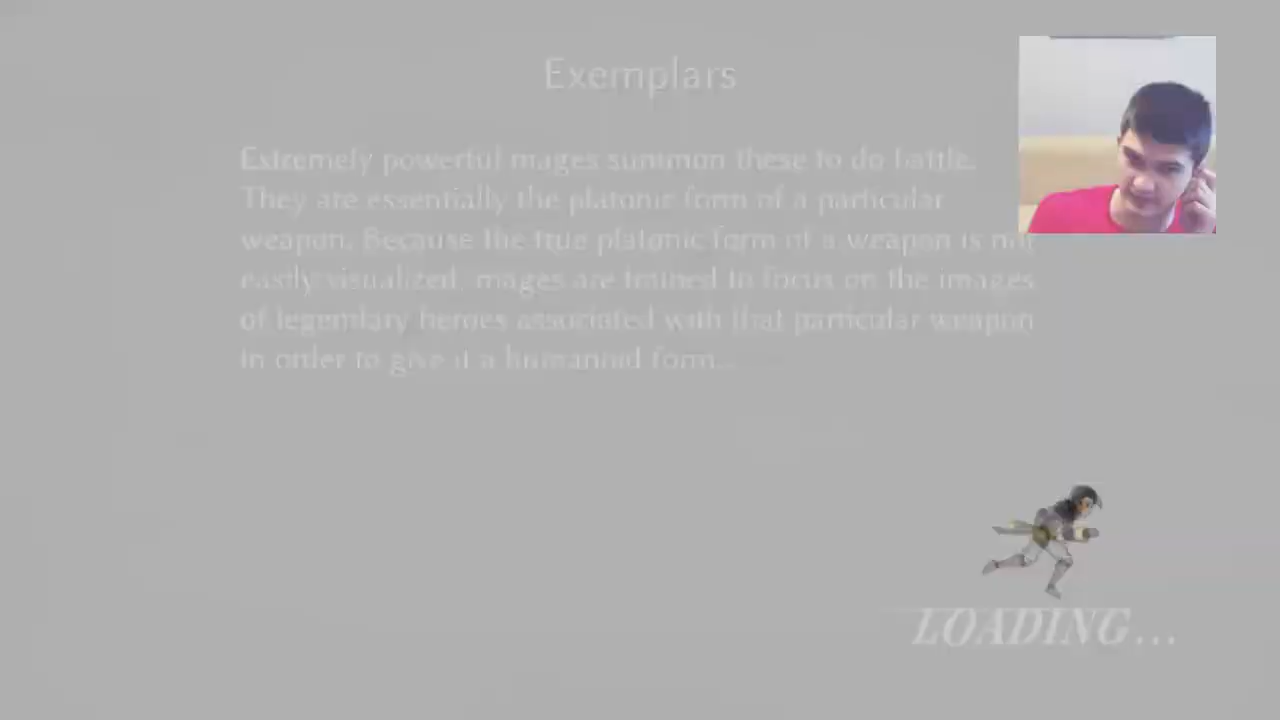 Exemplars
Extremely powerful mages summon these to do battle.
They are essentially the platonic form of a particular
weapon. Because the true platonic form of a weapon is not
easily visualized, mages are trained to focus on the images
of legendary heroes associated with that particular weapon
in order to give it a humanoid form...
LOADING...